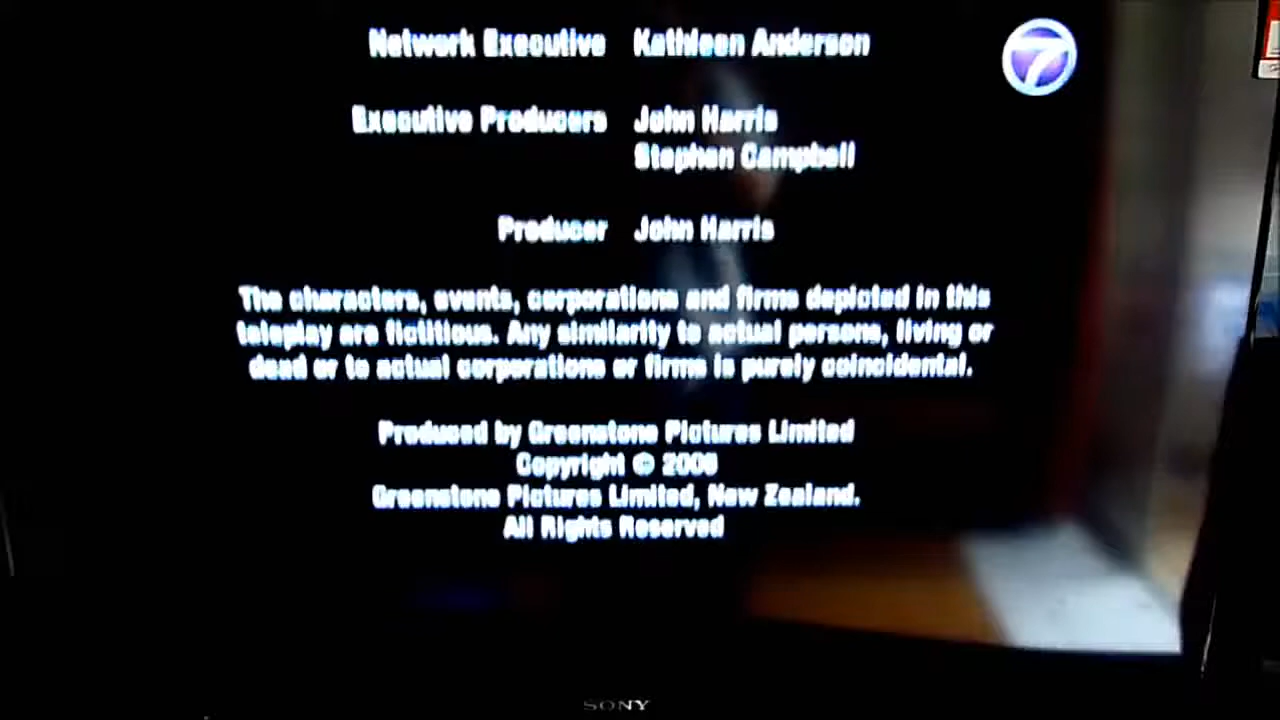 Network Executive Kathleen Anderson
7
Executive Producers John Harris
Stephen Campbell
Producer John Harris
The characters, events, corporations and firms depicted in this
teleplay are fictitious. Any similarity to actual persons, living or
dead or to actual corporations or firms is purely coincidental.
Produced by Greenstone Pictures Limited
Copyright ©
Greenstone Pictures Limited, New Zealand.
All Rights Reserved
SONY